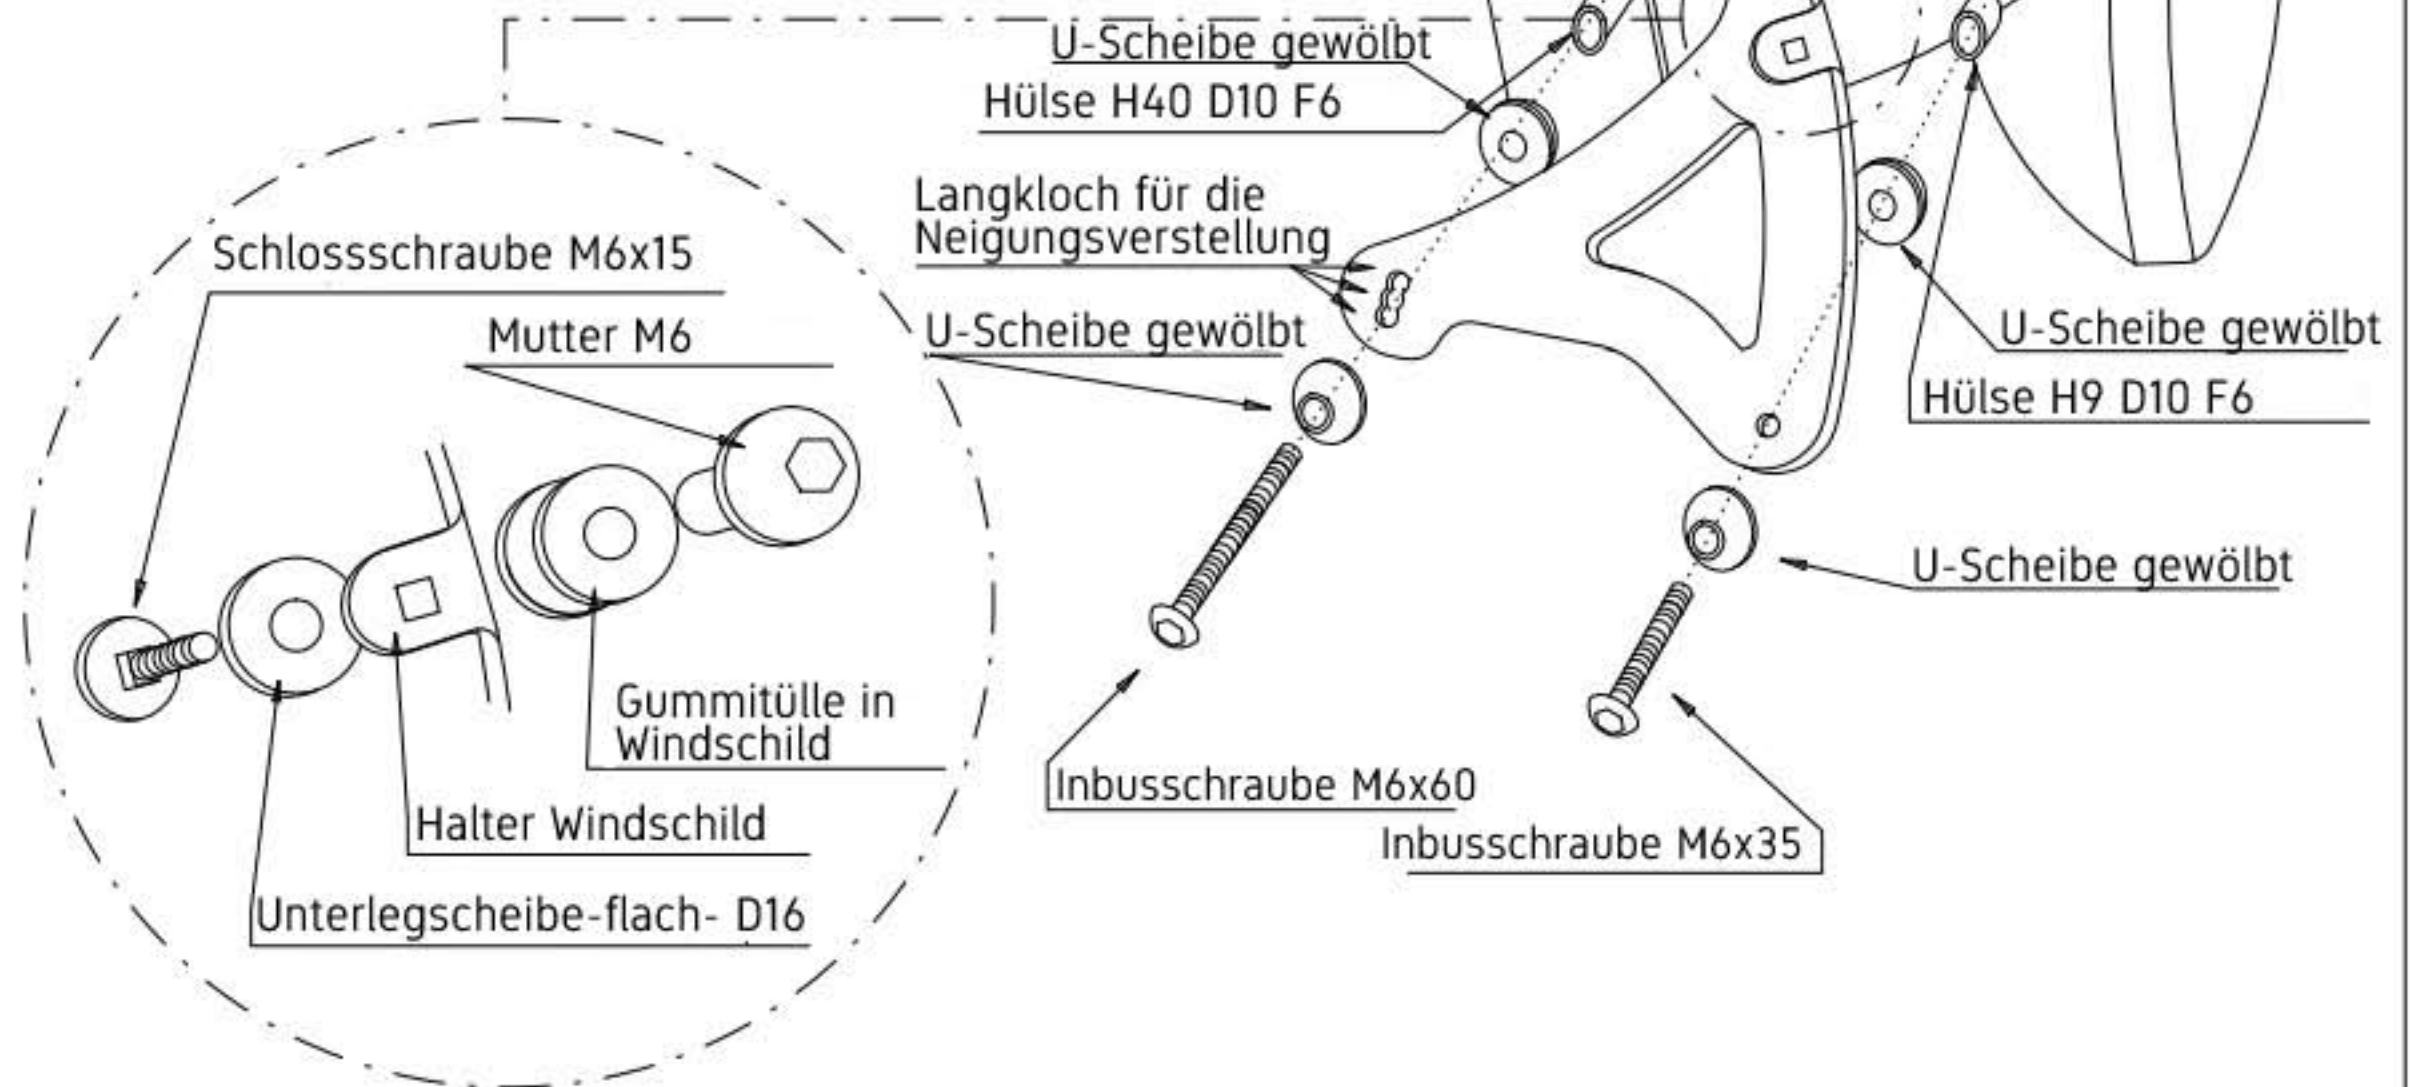 U-Scheibe gewölbt
Hülse H40 D10 F6
Langkloch für die
Neigungsverstellung
Schlossschraube M6x15
Mutter M6
U-Scheibe gewölbt
U-Scheibe gewölbt
Hülse H9 D10 F6
U-Scheibe gewölbt
Gummitülle in
Windschild
Inbusschraube M6x60
Halter Windschild
Inbusschraube M6x35
Unterlegscheibe-flach- D16